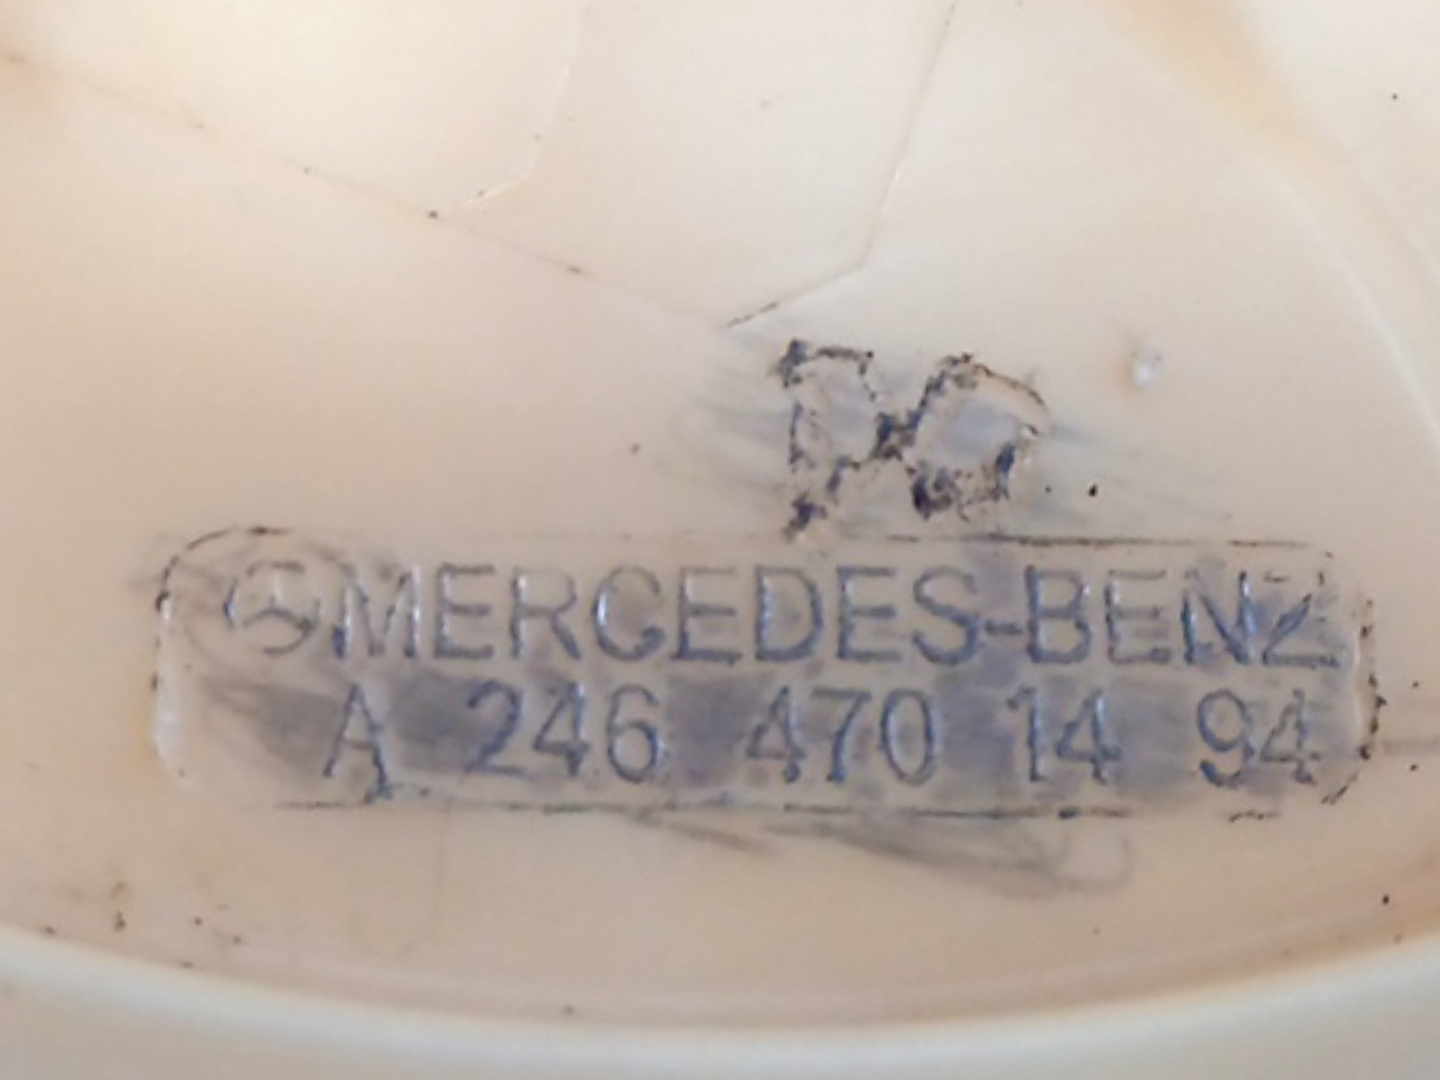 MERCEDES-BENZ
A 246 470 14 94